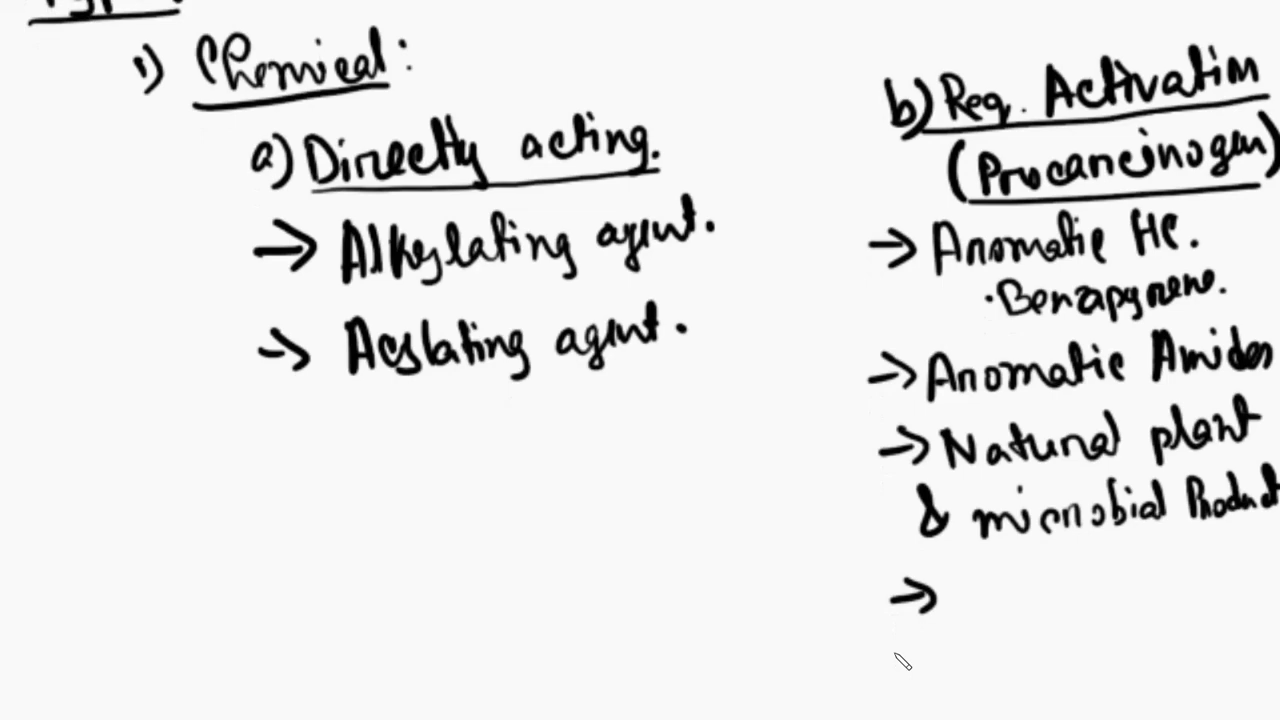 1) Chemical:
a) Directly acting.
→ Alkylating agent.
→ Acylating agent.
b) Req. Activation
(Procarcinogen)
→ Aromatic HC.
· Benzapyrene.
→ Aromatic Amides
→ Natural plant
& microbial Product
→